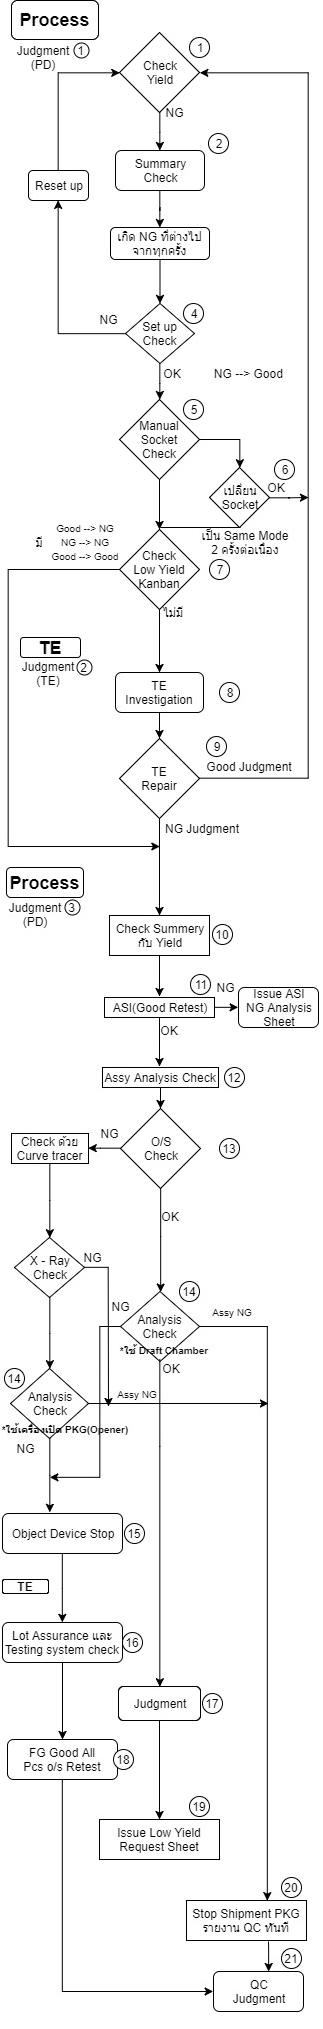 Process
Judgment 1
(PD)
1
Check
Yield
NG
2
Summary
Check
Reset up
เกิด NG ที่ต่างไป
จากทุกครั้ง
4
NG
Set up
Check
OK
NG --> Good
5
Manual
Socket
Check
6
เปลี่ยน
Socket
OK
เป็น Same Mode
2 ครั้งต่อเนื่อง
Good --> NG
มี NG --> NG
Good --> Good
Check
Low Yield
Kanban
7
ไม่มี
TE
Judgment 2
(TE)
TE
Investigation
8
9
TE
Repair
Good Judgment
NG Judgment
Process
Judgment 3
(PD)
Check Summery
กับ Yield
10
11
ASI(Good Retest)
NG
Issue ASI
NG Analysis
Sheet
OK
Assy Analysis Check
12
NG
O/S
Check
13
Check ด้วย
Curve tracer
OK
X - Ray
Check
NG
14
NG
Analysis
Check
Assy NG
*ใช้ Draft Chamber
OK
14
Analysis
Check
Assy NG
*ใช้เครื่องเปิด PKG(Opener)
NG
Object Device Stop
15
TE
Lot Assurance และ
Testing system check
16
Judgment
17
FG Good All
Pcs o/s Retest
18
19
Issue Low Yield
Request Sheet
20
Stop Shipment PKG
รายงาน QC ทันที
21
QC
Judgment